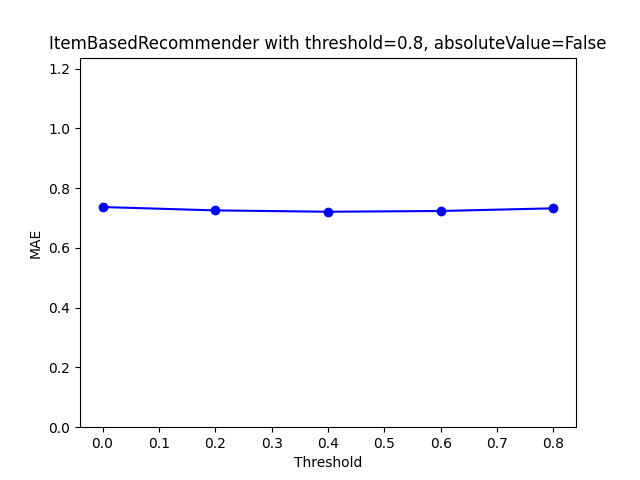 ItemBasedRecommender with threshold=0.8, absoluteValue=False
1.2
1.0
0.8
0.6
0.4
0.2
0.0
MAE
0.0 0.1 0.2 0.3 0.4 0.5 0.6 0.7 0.8
Threshold